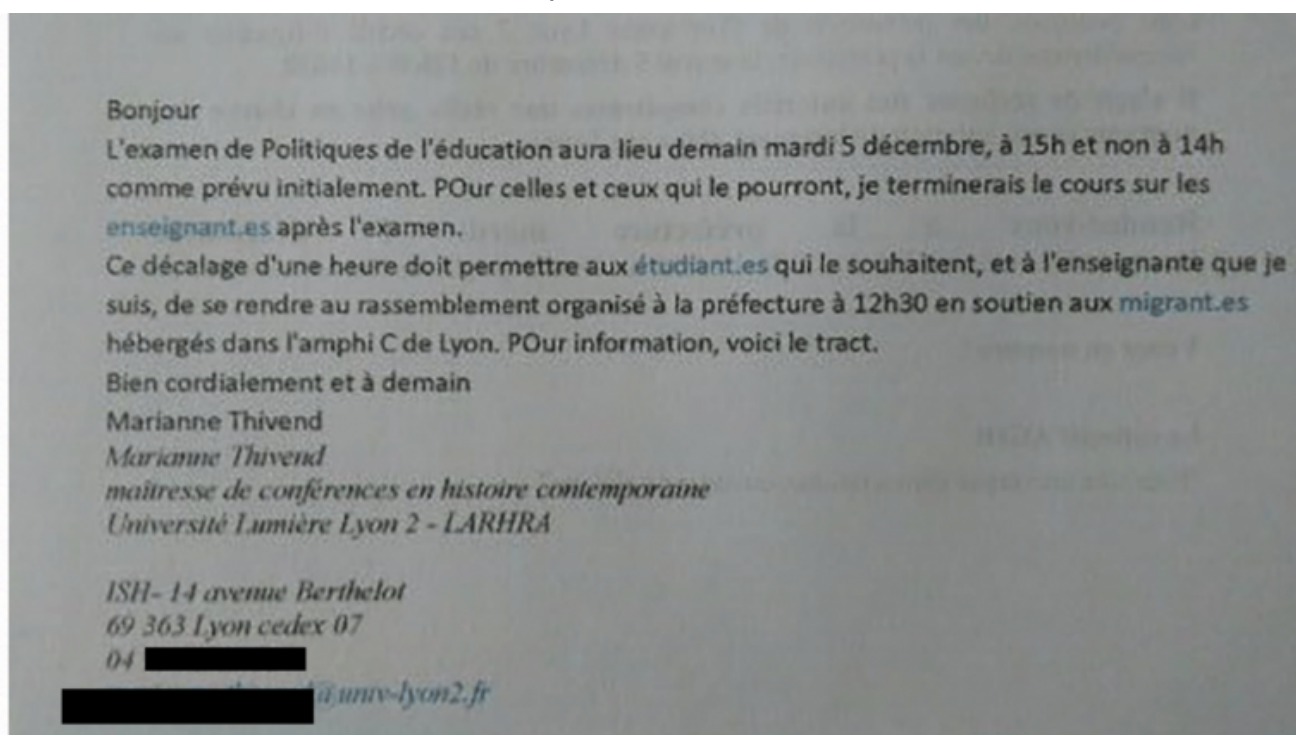 Bonjour
L'examen de Politiques de l'éducation aura lieu demain mardi 5 décembre, à 15h et non à 14h
comme prévu initialement. POur celles et ceux qui le pourront, je terminerais le cours sur les
enseignant.es après l'examen.
Ce décalage d'une heure doit permettre aux étudiant.es qui le souhaitent, et à l'enseignante que je
suis, de se rendre au rassemblement organisé à la préfecture à 12h30 en soutien aux migrant.es
hébergés dans l'amphi C de Lyon. POur information, voici le tract.
Bien cordialement et à demain
Marianne Thivend
Marianne Thivend
maîtresse de conférences en histoire contemporaine
Université Lumière Lyon 2 - LARHRA
ISH- 14 avenue Berthelot
69 363 Lyon cedex 07
04
@univ-lyon2.fr